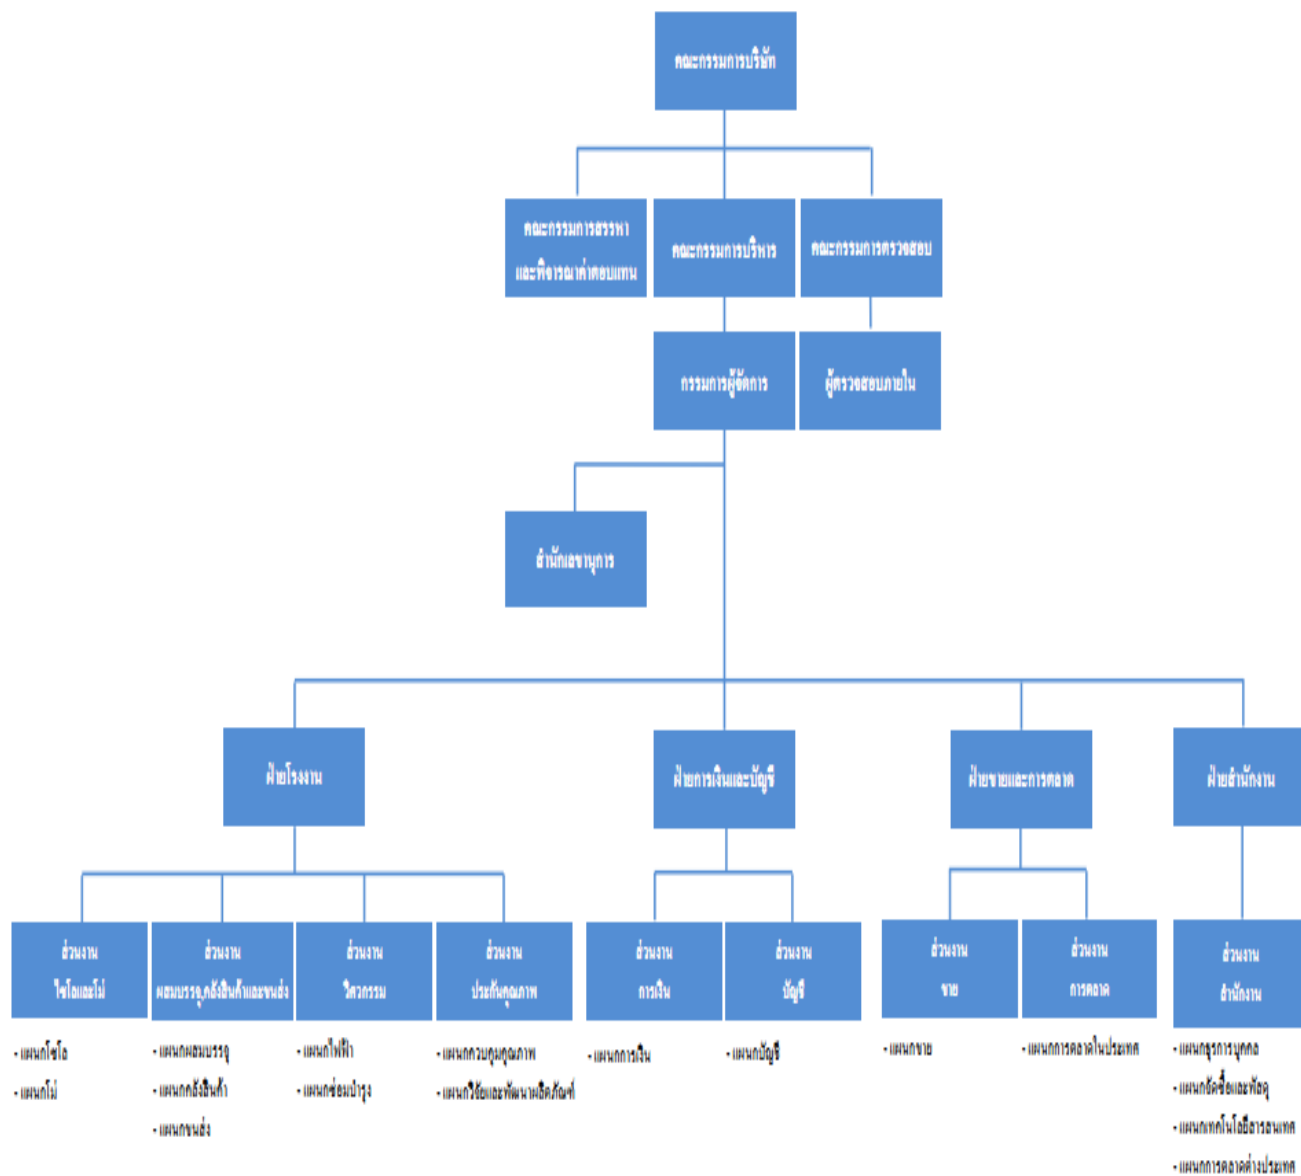 คณะกรรมการบริษัท
คณะกรรมการสรรหา
และพิจารณาค่าตอบแทน
คณะกรรมการบริหาร
คณะกรรมการตรวจสอบ
กรรมการผู้จัดการ
ผู้ตรวจสอบภายใน
สำนักเลขานุการ
ฝ่ายโรงงาน
ฝ่ายการเงินและบัญชี
ฝ่ายขายและการตลาด
ฝ่ายสำนักงาน
ส่วนงาน
ไซโลและโม่
ส่วนงาน
ผสมบรรจุ,คลังสินค้าและขนส่ง
ส่วนงาน
วิศวกรรม
ส่วนงาน
ประกันคุณภาพ
ส่วนงาน
การเงิน
ส่วนงาน
บัญชี
ส่วนงาน
ขาย
ส่วนงาน
การตลาด
ส่วนงาน
สำนักงาน
- แผนกไซโล
- แผนกโม่
- แผนกผสมบรรจุ
- แผนกคลังสินค้า
- แผนกขนส่ง
- แผนกไฟฟ้า
- แผนกซ่อมบำรุง
- แผนกควบคุมคุณภาพ
- แผนกวิจัยและพัฒนาผลิตภัณฑ์
- แผนกการเงิน
- แผนกบัญชี
- แผนกขาย
- แผนกการตลาดในประเทศ
- แผนกธุรการบุคคล
- แผนกจัดซื้อและพัสดุ
- แผนกเทคโนโลยีสารสนเทศ
- แผนกการตลาดต่างประเทศ